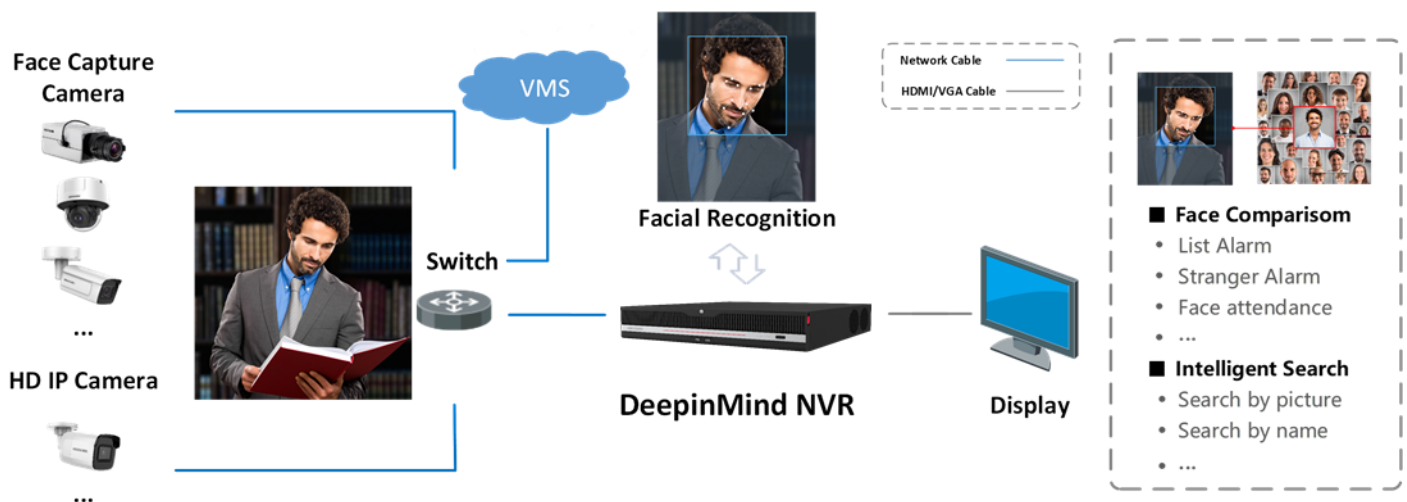 Face Capture
Camera
...
HD IP Camera
...
VMS
Switch
Facial Recognition
DeepinMind NVR
Display
Network Cable
HDMI/VGA Cable
■ Face Comparisom
• List Alarm
• Stranger Alarm
• Face attendance
• ...
■ Intelligent Search
• Search by picture
• Search by name
• ...